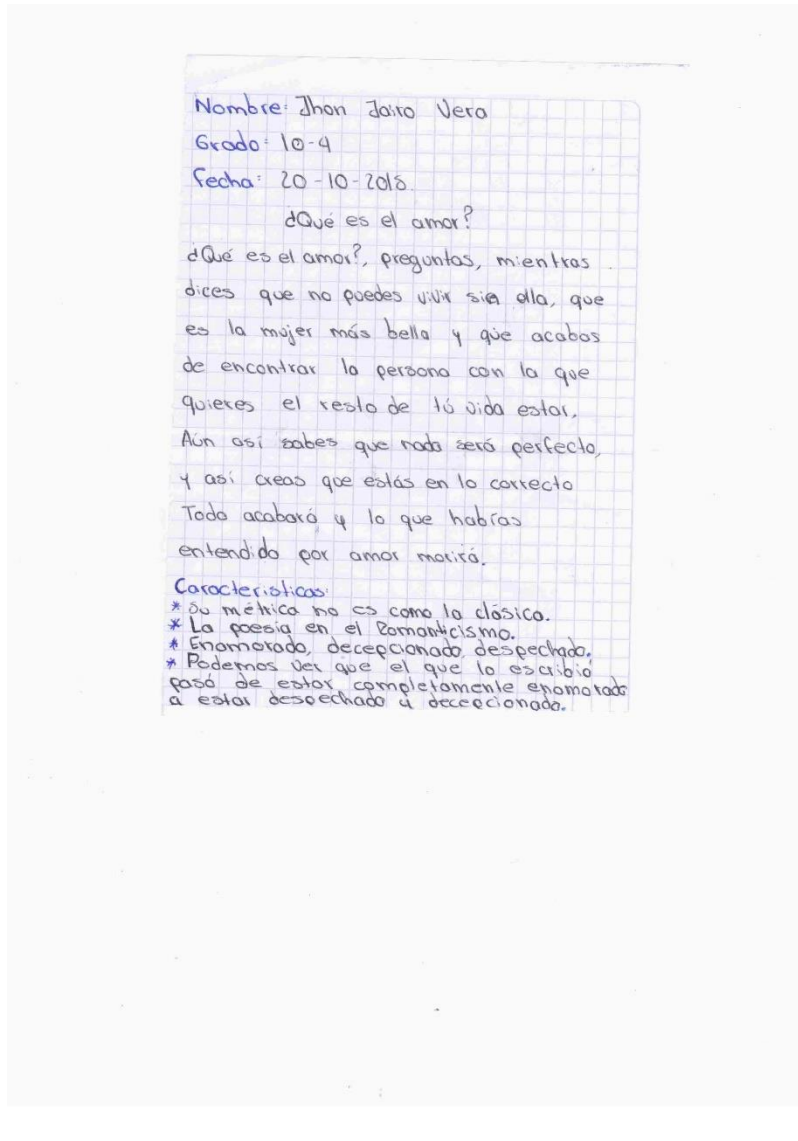 Nombre: Jhon Jairo Vera
Grado: 10-4
fecha: 20-10-2018.
¿Qué es el amor?
¿Qué es el amor?, preguntas, mientras
dices que no puedes vivir sin ella, que
es la mujer más bella y que acabas
de encontrar la persona con la que
quieres el resto de tú vida estar,
Aún así sabes que nada será perfecto,
y así creas que estás en lo correcto
Todo acabará y lo que habías
entendido por amor morirá.
Caracteristicas:
* Su métrica no es como la clásica.
* La poesia en el Romanticismo.
* Enamorado, decepcionado, despechado.
* Podemos ver que el que lo escribió
pasó de estar completamente enamorado
a estar despechado y decepcionado.